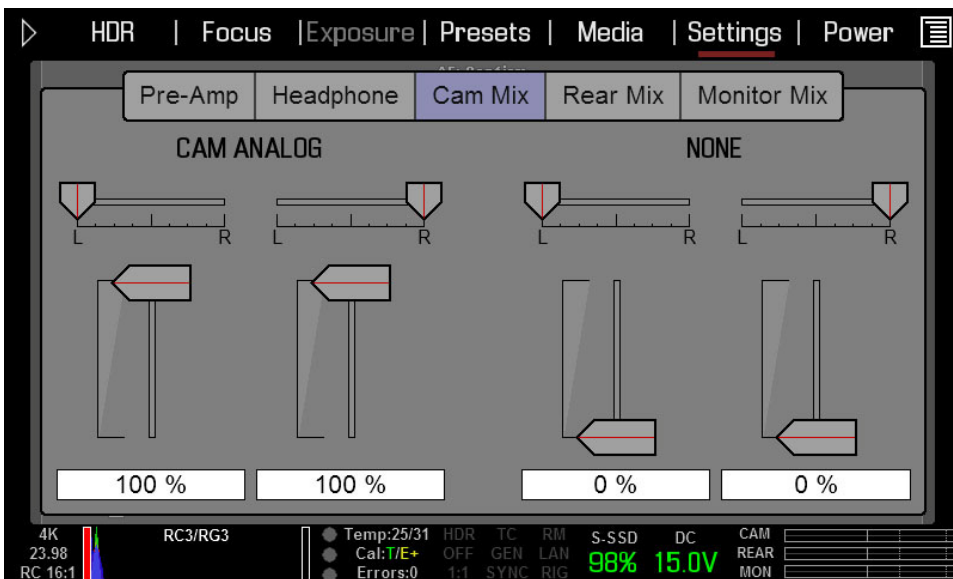 HDR | Focus | Exposure | Presets | Media | Settings | Power
Pre-Amp Headphone Cam Mix Rear Mix Monitor Mix
CAM ANALOG NONE
L R L R L R L R
100 % 100 % 0 % 0 %
4K RC3/RG3 Temp:25/31 HDR TC RM S-SSD DC CAM
23.98 Cal:T/E+ OFF GEN LAN 98% 15.0V REAR
RC 16:1 Errors:0 1:1 SYNC RIG MON